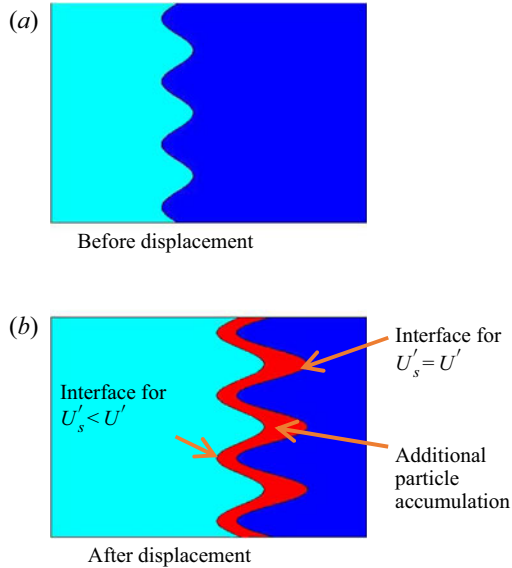 (a)
Before displacement
(b)
Interface for
U′s = U′
Interface for
U′s < U′
Additional
particle
accumulation
After displacement